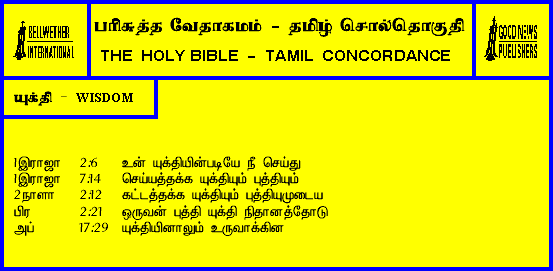 BELLWETHER
INTERNATIONAL
பரிசுத்த வேதாகமம் - தமிழ் சொல்தொகுதி
THE HOLY BIBLE - TAMIL CONCORDANCE
GOOD NEWS
PUBLISHERS
யுக்தி - WISDOM
1இராஜா 2:6 உன் யுக்தியின்படியே நீ செய்து
1இராஜா 7:14 செய்யத்தக்க யுக்தியும் புத்தியும்
2நாளா 2:12 கட்டத்தக்க யுக்தியும் புத்தியுமுடைய
பிர 2:21 ஒருவன் புத்தி யுக்தி நிதானத்தோடு
அப் 17:29 யுக்தியினாலும் உருவாக்கின